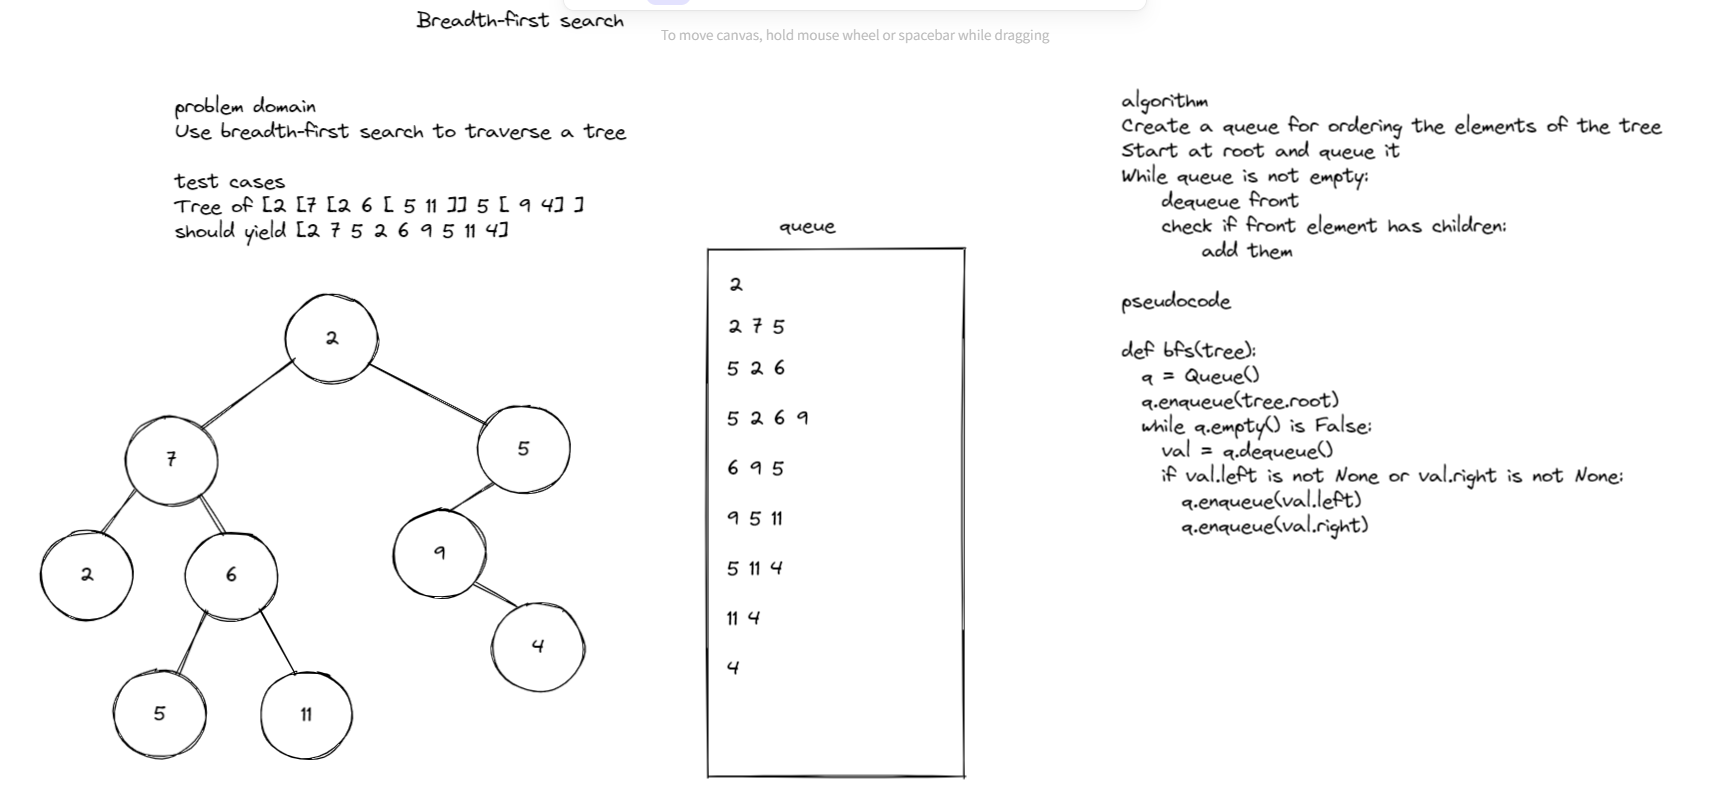 Breadth-first search
To move canvas, hold mouse wheel or spacebar while dragging
problem domain
Use breadth-first search to traverse a tree
test cases
Tree of [2 [7 [2 6 [ 5 11 ]] 5 [ 9 4] ]
should yield [2 7 5 2 6 9 5 11 4]
2
7
5
2
6
9
4
5
11
queue
2
2 7 5
5 2 6
5 2 6 9
6 9 5
9 5 11
5 11 4
11 4
4
algorithm
Create a queue for ordering the elements of the tree
Start at root and queue it
While queue is not empty:
dequeue front
check if front element has children:
add them
pseudocode
def bfs(tree):
q = Queue()
q.enqueue(tree.root)
while q.empty() is False:
val = q.dequeue()
if val.left is not None or val.right is not None:
q.enqueue(val.left)
q.enqueue(val.right)